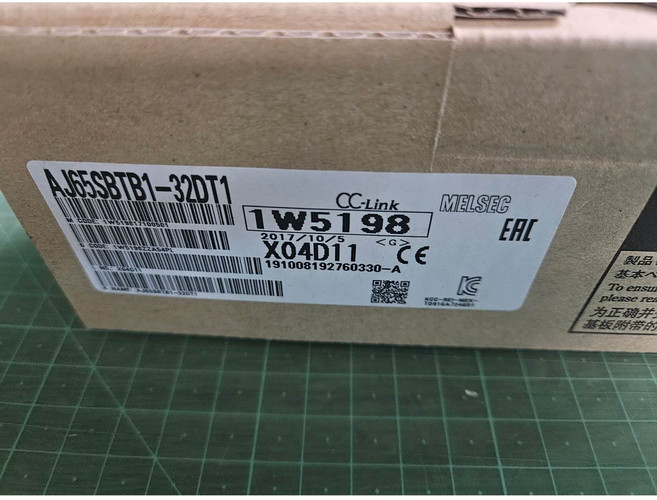 AJ65SBTB1-32DT1
CC-Link
MELSEC
1W5198
2017/10/5 <G>
EAC
X04D11 CE
191008192760330-A
製品
基本
To ensu
please rea
为正确并
基板附带的